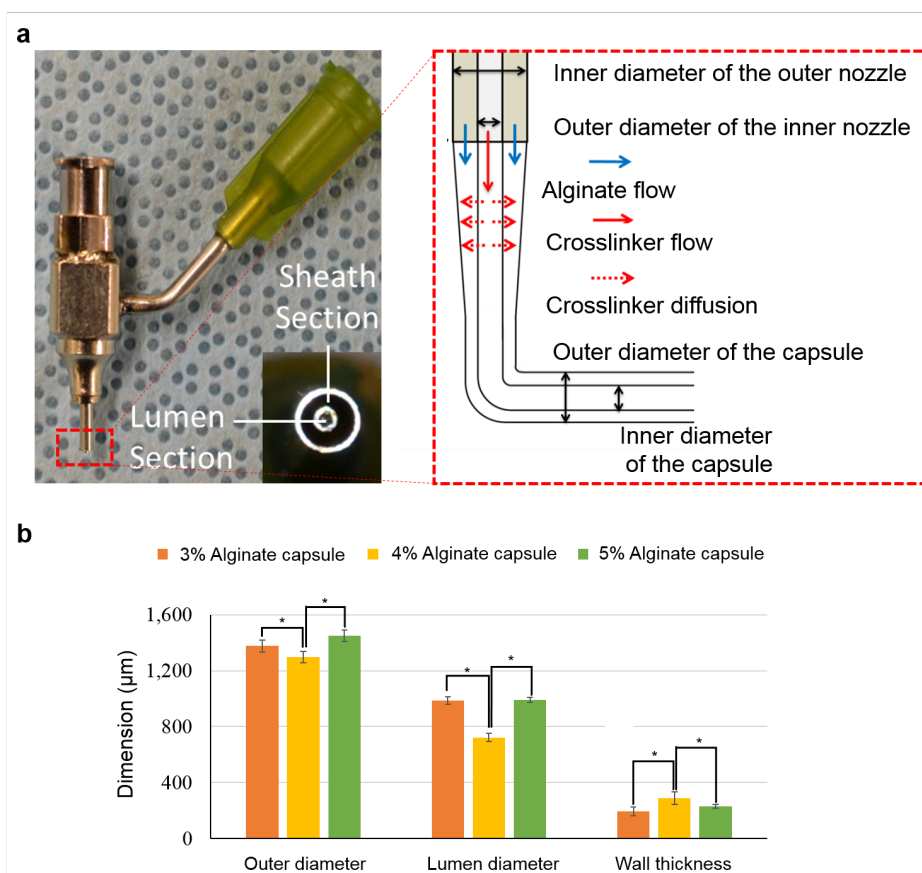 a
Sheath
Section
Lumen
Section
Inner diameter of the outer nozzle
Outer diameter of the inner nozzle
Alginate flow
Crosslinker flow
Crosslinker diffusion
Outer diameter of the capsule
Inner diameter
of the capsule
b
3% Alginate capsule 4% Alginate capsule 5% Alginate capsule
Dimension (µm)
1,600
1,200
800
400
0
* *
* *
* *
Outer diameter Lumen diameter Wall thickness